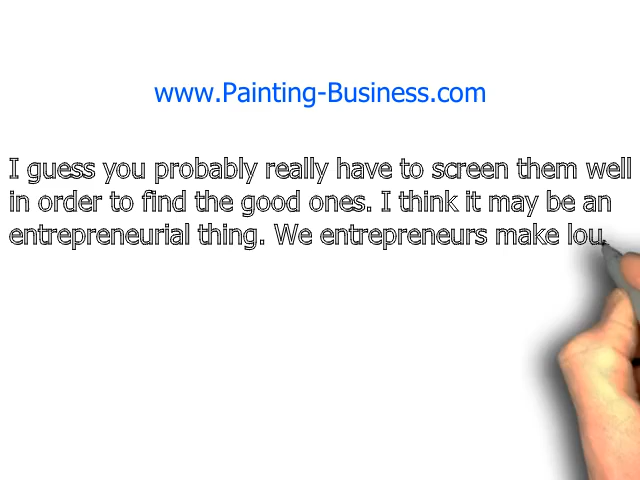 www.Painting-Business.com
I guess you probably really have to screen them well
in order to find the good ones. I think it may be an
entrepreneurial thing. We entrepreneurs make lou